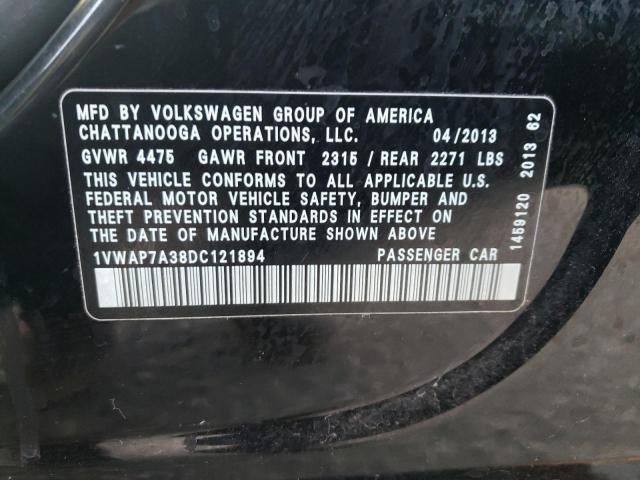 MFD BY VOLKSWAGEN GROUP OF AMERICA
CHATTANOOGA OPERATIONS, LLC. 04/2013
GVWR 4475 GAWR FRONT 2315 / REAR 2271 LBS
THIS VEHICLE CONFORMS TO ALL APPLICABLE U.S.
FEDERAL MOTOR VEHICLE SAFETY, BUMPER AND
THEFT PREVENTION STANDARDS IN EFFECT ON
THE DATE OF MANUFACTURE SHOWN ABOVE
1VWAP7A38DC121894 PASSENGER CAR
1459120 2013 62